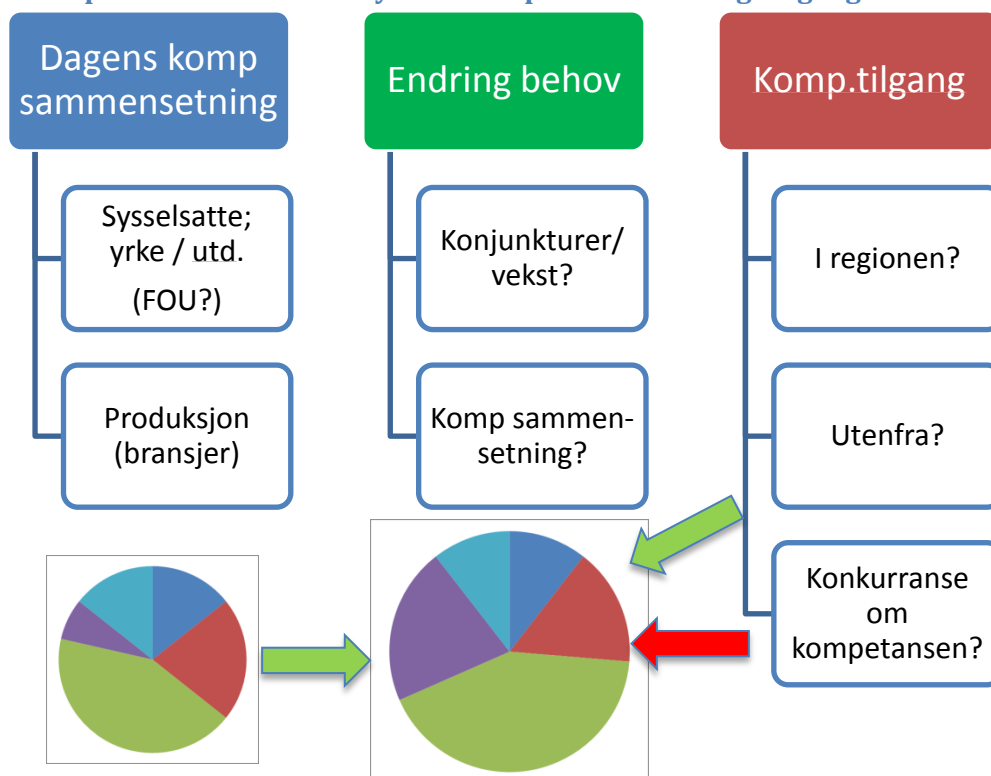 Dagens komp
sammensetning
Sysselsatte;
yrke / utd.
(FOU?)
Produksjon
(bransjer)
Endring behov
Konjunkturer/
vekst?
Komp sammen-
setning?
Komp.tilgang
I regionen?
Utenfra?
Konkurranse
om
kompetansen?